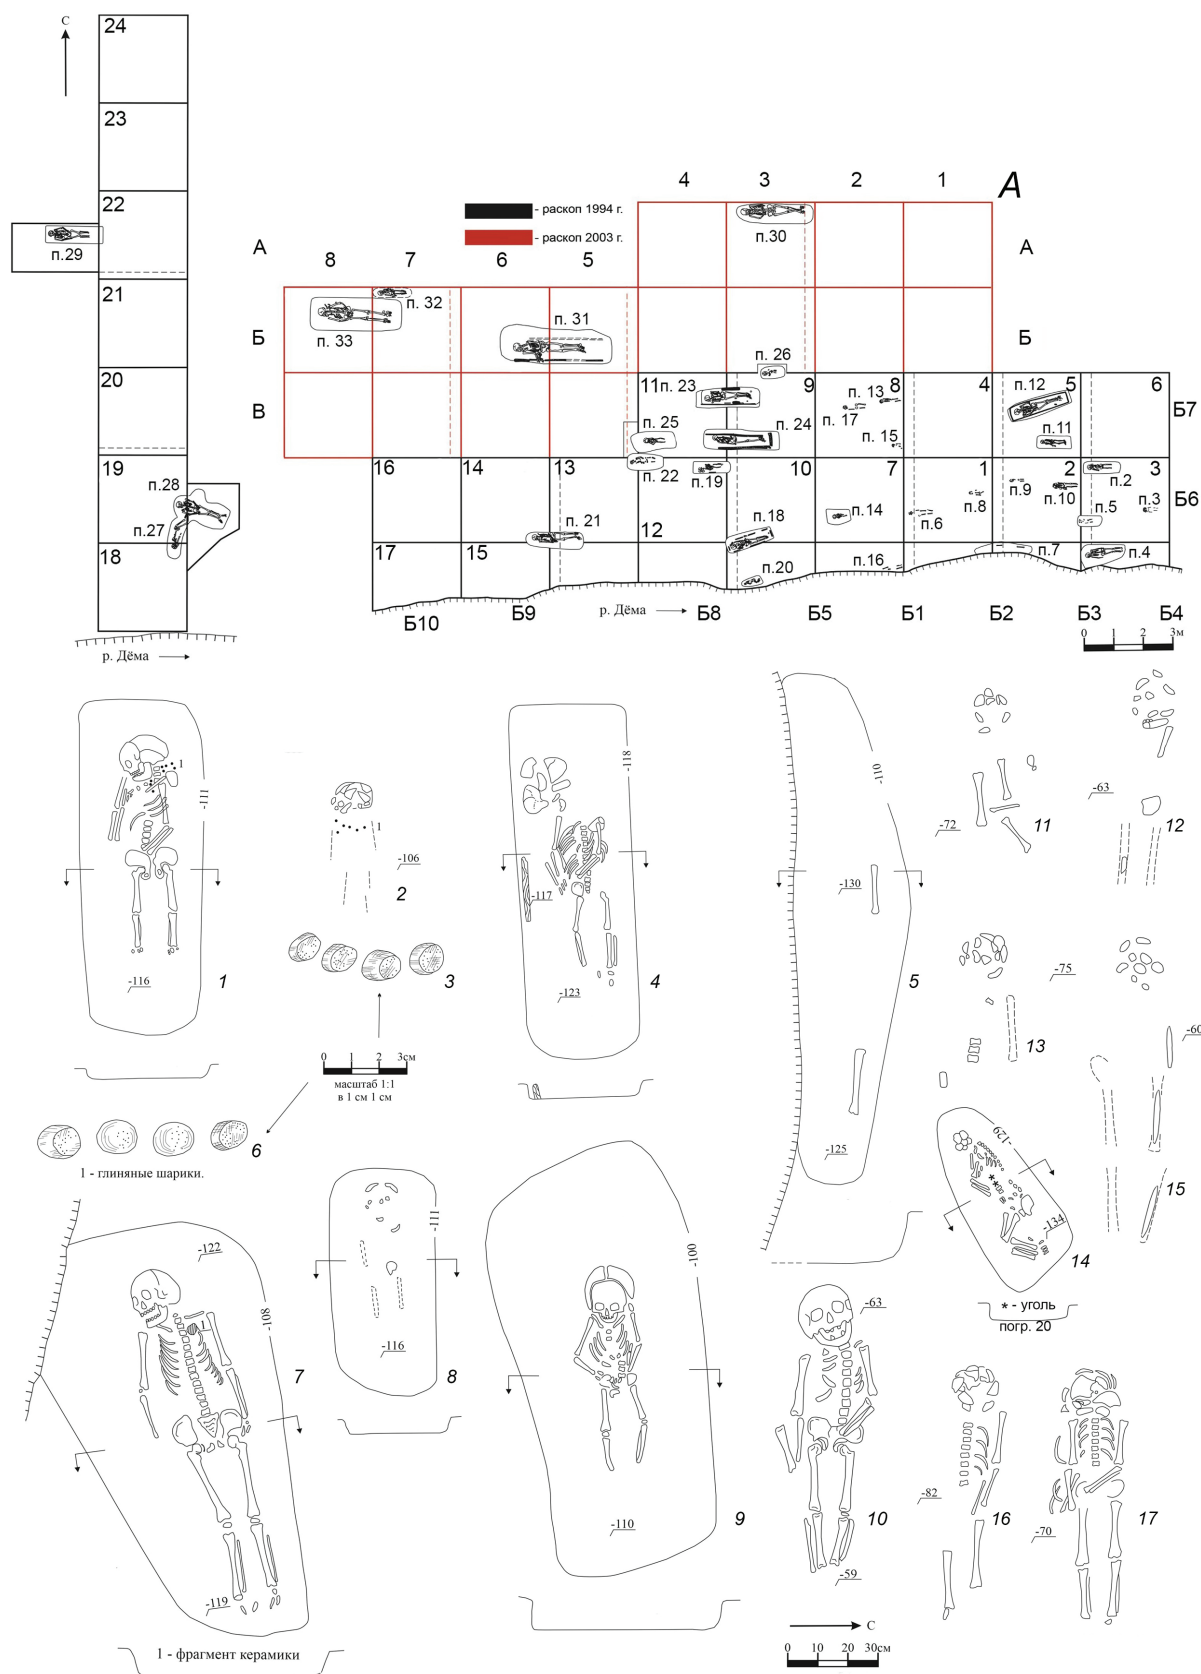 С
24
23
22
п.29
21
20
19
п.28
п.27
18
р. Дёма
- раскоп 1994 г.
- раскоп 2003 г.
4 3 2 1 А
А 8 7 6 5 А
п.30
п. 32
п. 33
п. 31
Б Б
п. 26
В 11 п. 23 9 п. 13 8 4 п.12 5 6 Б7
п. 17
п. 25 п. 24 п. 15 п.11
16 14 13 п. 22 п.19 10 7 1 2 п.2 3 Б6
п.9 п.10 п.3
п.8 п.5
п. 21 12 п.18 п.14 п.6
17 15 п.20 п.16 п.7 п.4
Б10 Б9 р. Дёма Б8 Б5 Б1 Б2 Б3 Б4
0 1 2 3м
1
-111
-116
1
1
-106
2
3
0 1 2 3см
масштаб 1:1
в 1 см 1 см
-118
-117
-123
4
-110
-130
-125
5
-72
11
-63
12
-75
13
-60
15
6
1 - глиняные шарики.
-122
-108
1
-119
7
1 - фрагмент керамики
-111
-116
8
-100
-110
9
-63
-59
10
-129
-134
14
* - уголь
погр. 20
-82
16
-70
17
С
0 10 20 30см